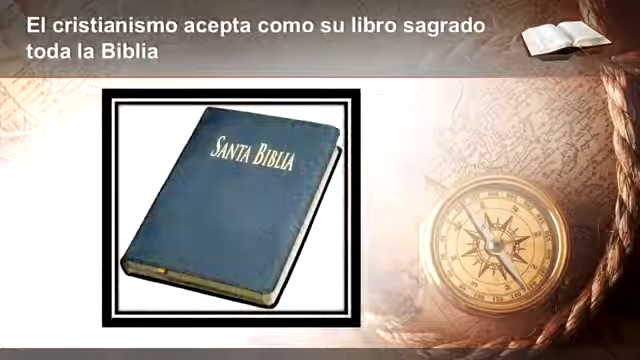 El cristianismo acepta como su libro sagrado
toda la Biblia
SANTA BIBLIA